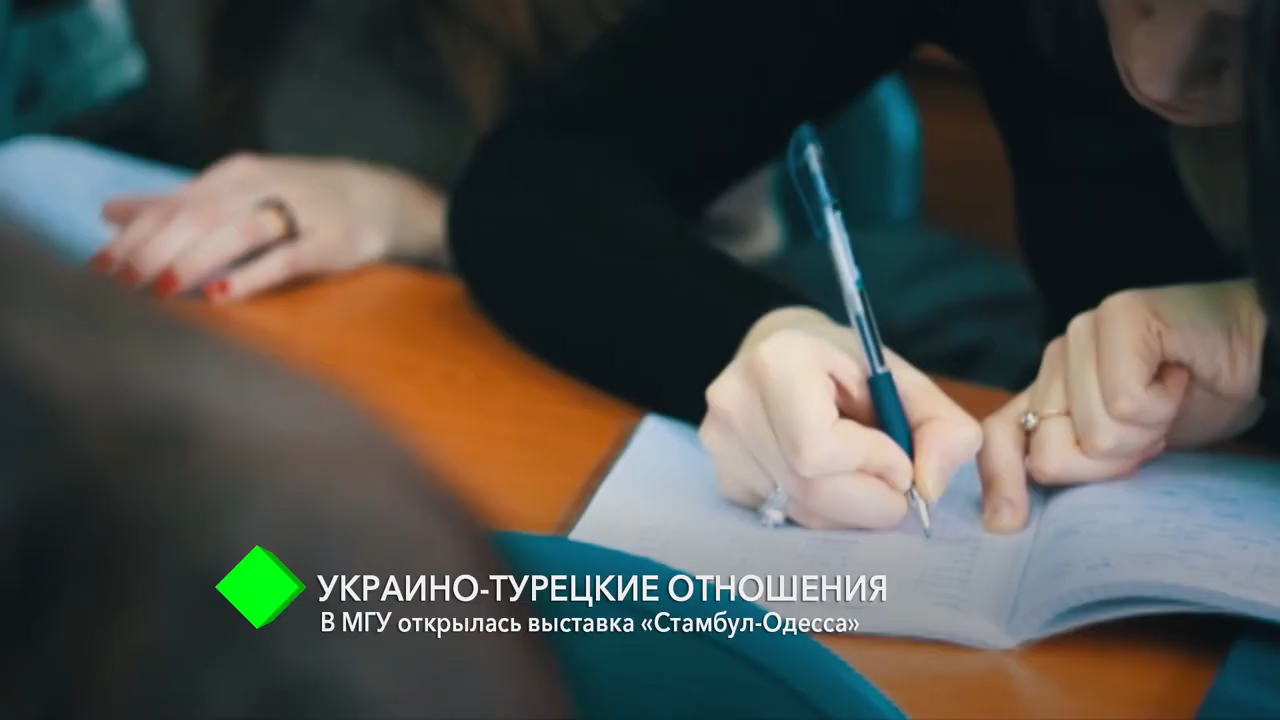 УКРАИНО-ТУРЕЦКИЕ ОТНОШЕНИЯ
В МГУ открылась выставка «Стамбул-Одесса»